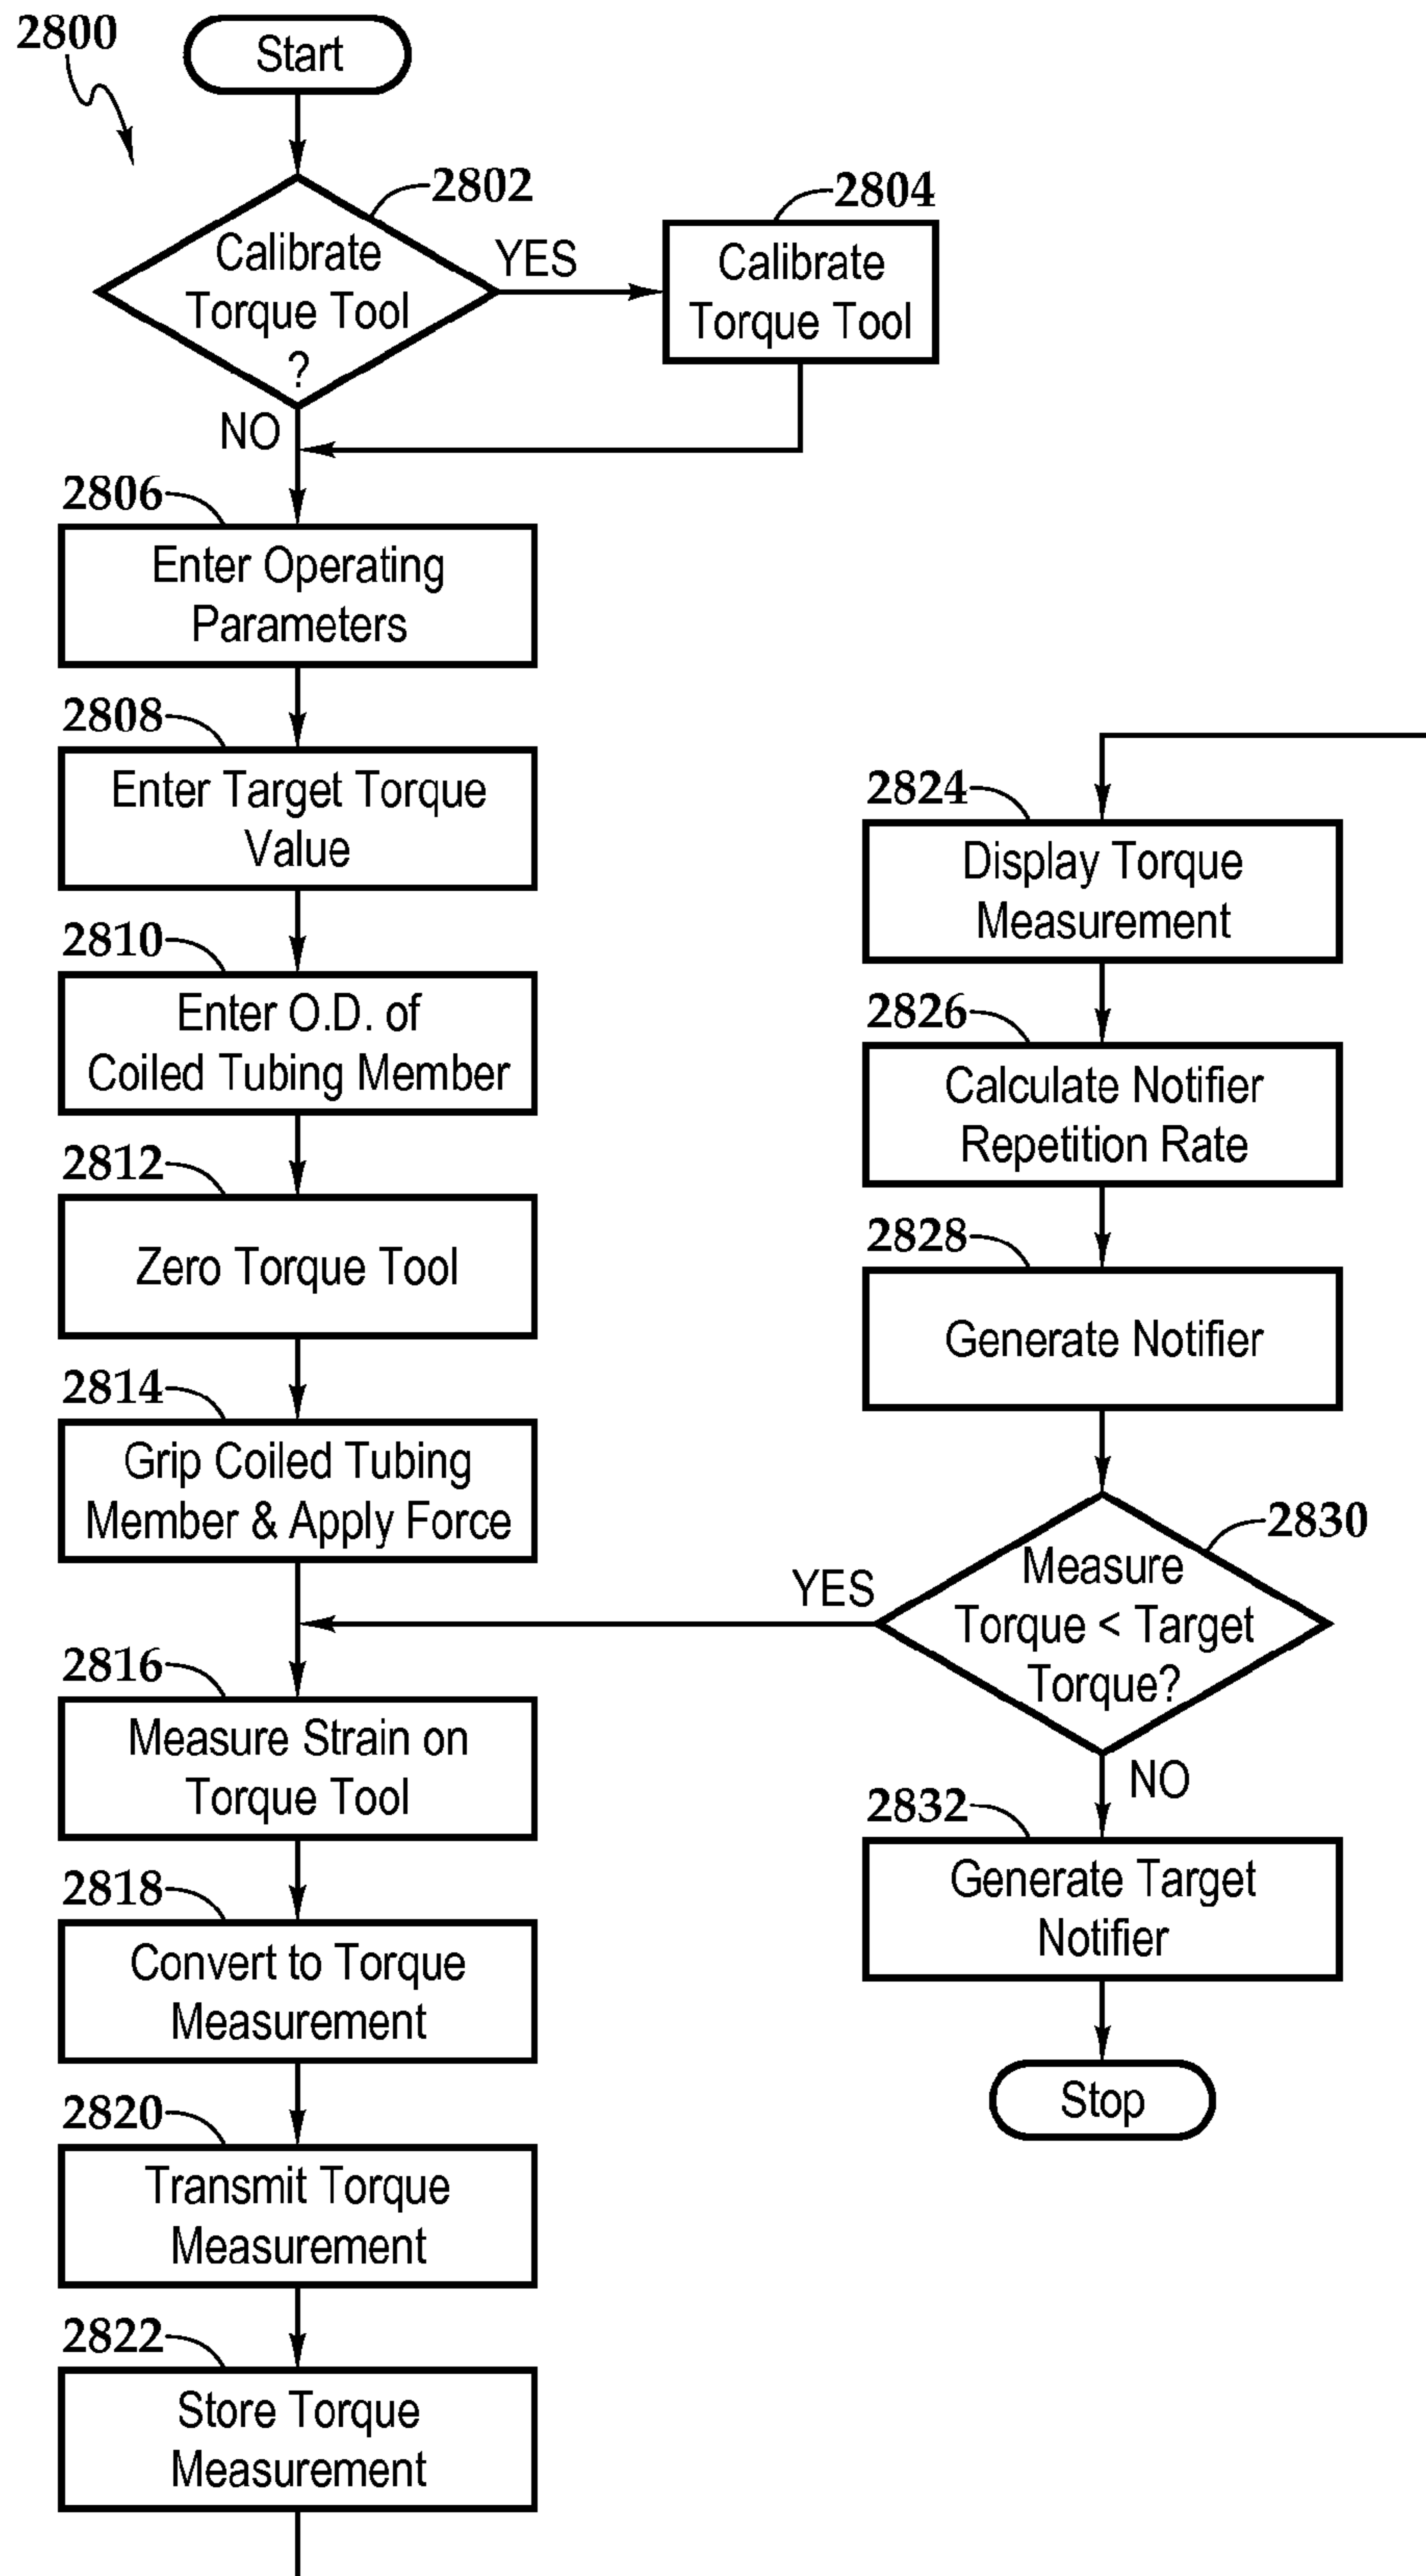 2800
Start
2802
Calibrate
Torque Tool
?
YES
2804
Calibrate
Torque Tool
NO
2806
Enter Operating
Parameters
2808
Enter Target Torque
Value
2810
Enter O.D. of
Coiled Tubing Member
2812
Zero Torque Tool
2814
Grip Coiled Tubing
Member & Apply Force
2816
Measure Strain on
Torque Tool
2818
Convert to Torque
Measurement
2820
Transmit Torque
Measurement
2822
Store Torque
Measurement
2824
Display Torque
Measurement
2826
Calculate Notifier
Repetition Rate
2828
Generate Notifier
2830
Measure
Torque < Target
Torque?
YES
NO
2832
Generate Target
Notifier
Stop